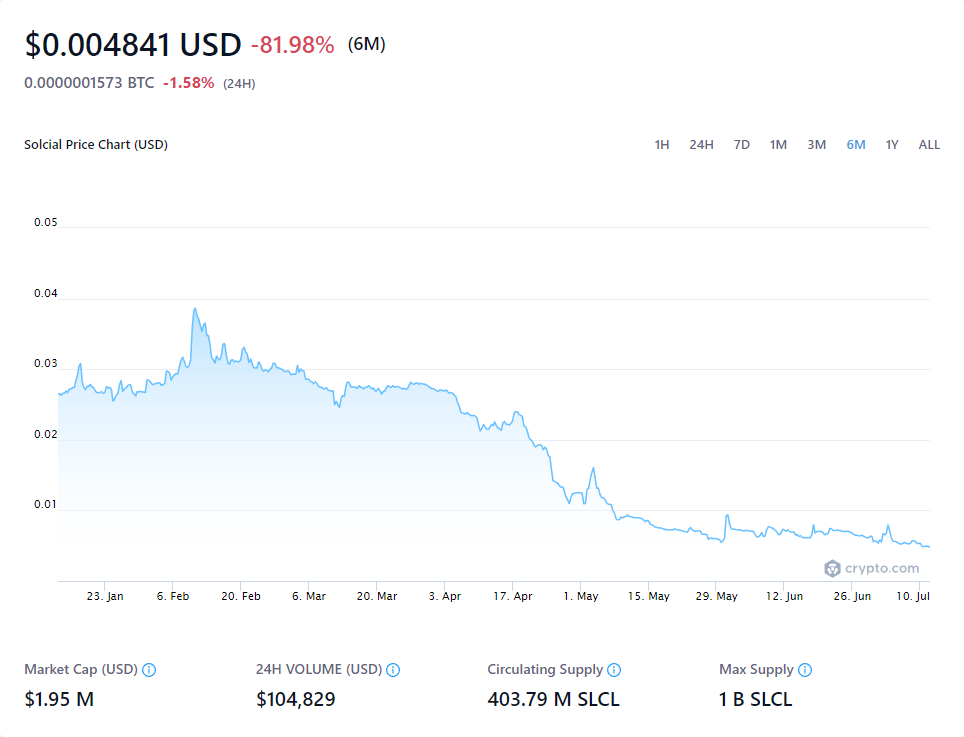 $0.004841 USD -81.98% (6M)
0.0000001573 BTC -1.58% (24H)
Solcial Price Chart (USD) 1H 24H 7D 1M 3M 6M 1Y ALL
0.05
0.04
0.03
0.02
0.01
crypto.com
23. Jan 6. Feb 20. Feb 6. Mar 20. Mar 3. Apr 17. Apr 1. May 15. May 29. May 12. Jun 26. Jun 10. Jul
Market Cap (USD) 24H VOLUME (USD) Circulating Supply Max Supply
$1.95 M $104,829 403.79 M SLCL 1 B SLCL